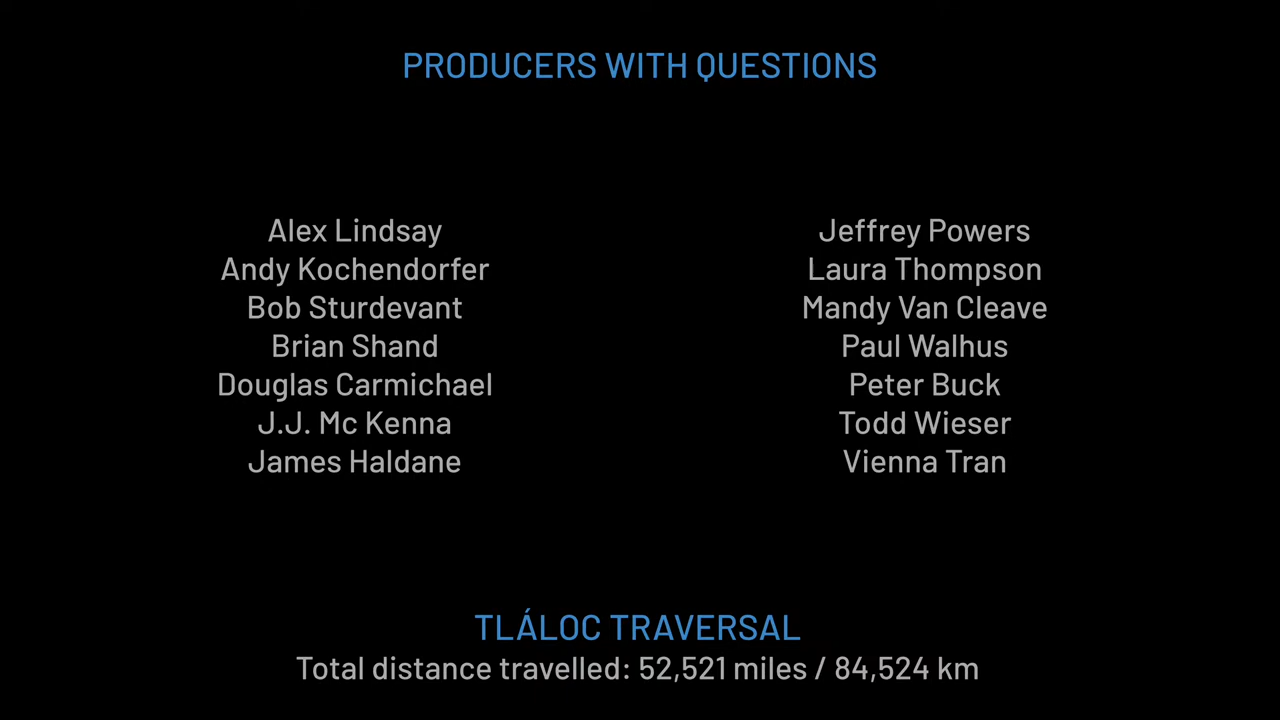 PRODUCERS WITH QUESTIONS
Alex Lindsay
Andy Kochendorfer
Bob Sturdevant
Brian Shand
Douglas Carmichael
J.J. Mc Kenna
James Haldane
Jeffrey Powers
Laura Thompson
Mandy Van Cleave
Paul Walhus
Peter Buck
Todd Wieser
Vienna Tran
TLÁLOC TRAVERSAL
Total distance travelled: 52,521 miles / 84,524 km